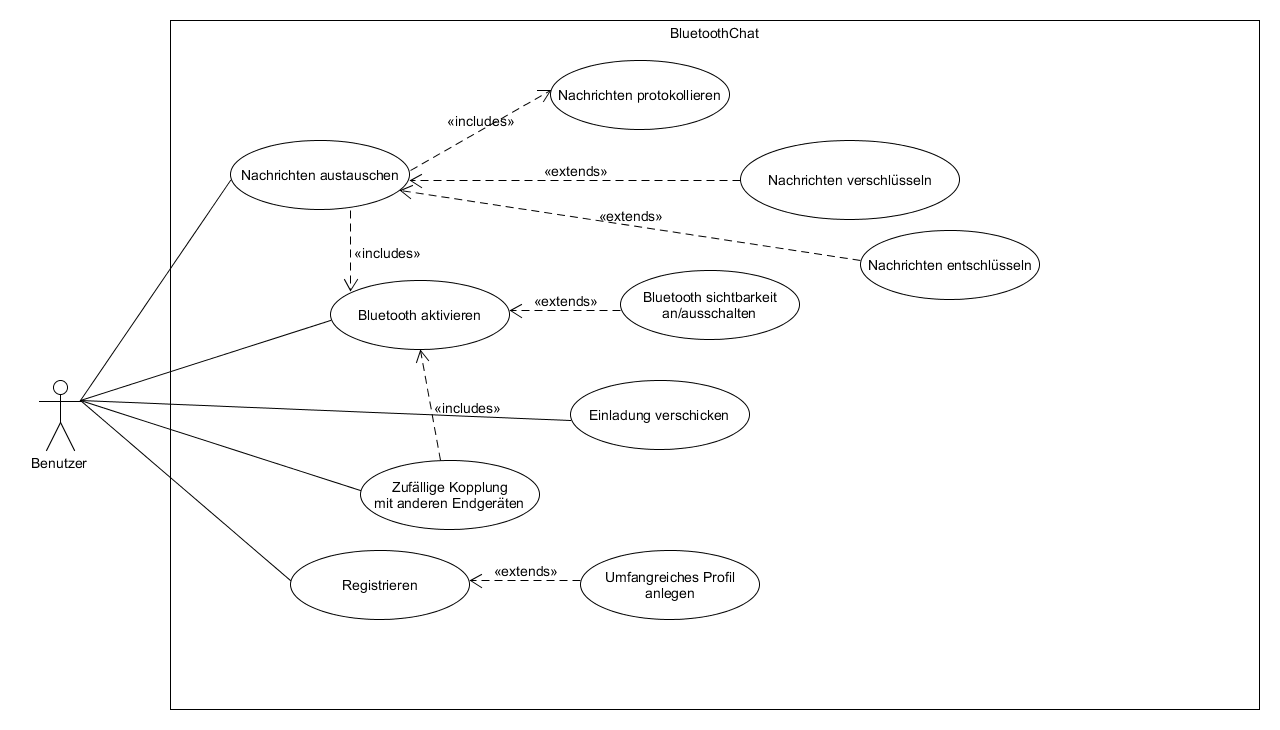 BluetoothChat
Nachrichten protokollieren
«includes»
Nachrichten austauschen
«extends»
Nachrichten verschlüsseln
«extends»
«includes»
Nachrichten entschlüsseln
Bluetooth aktivieren
«extends»
Bluetooth sichtbarkeit
an/ausschalten
«includes»
Einladung verschicken
Benutzer
Zufällige Kopplung
mit anderen Endgeräten
Registrieren
«extends»
Umfangreiches Profil
anlegen